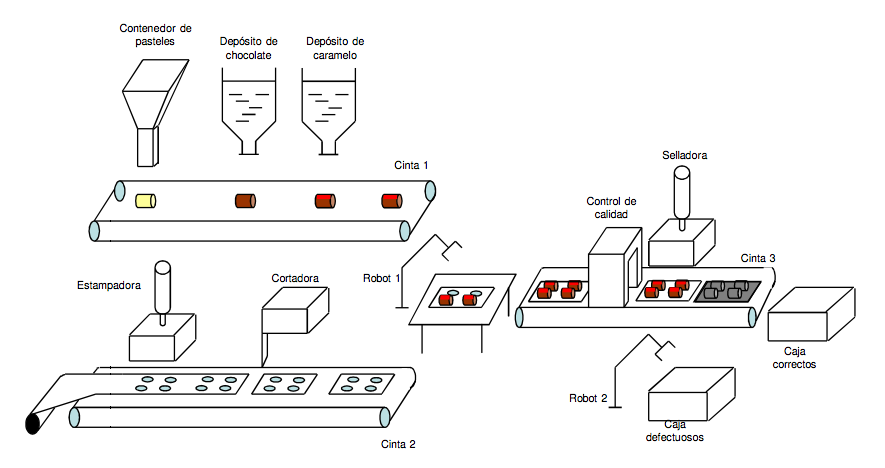 Contenedor de
pasteles
Depósito de
chocolate
Depósito de
caramelo
Cinta 1
Selladora
Control de
calidad
Cinta 3
Robot 1
Estampadora
Cortadora
Caja
correctos
Robot 2
Caja
defectuosos
Cinta 2